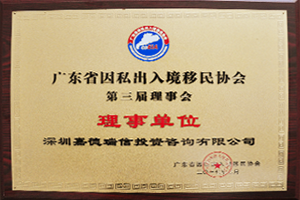 广东省因私出入境移民协会
第三届理事会
理事单位
深圳嘉德瑞信投资咨询有限公司